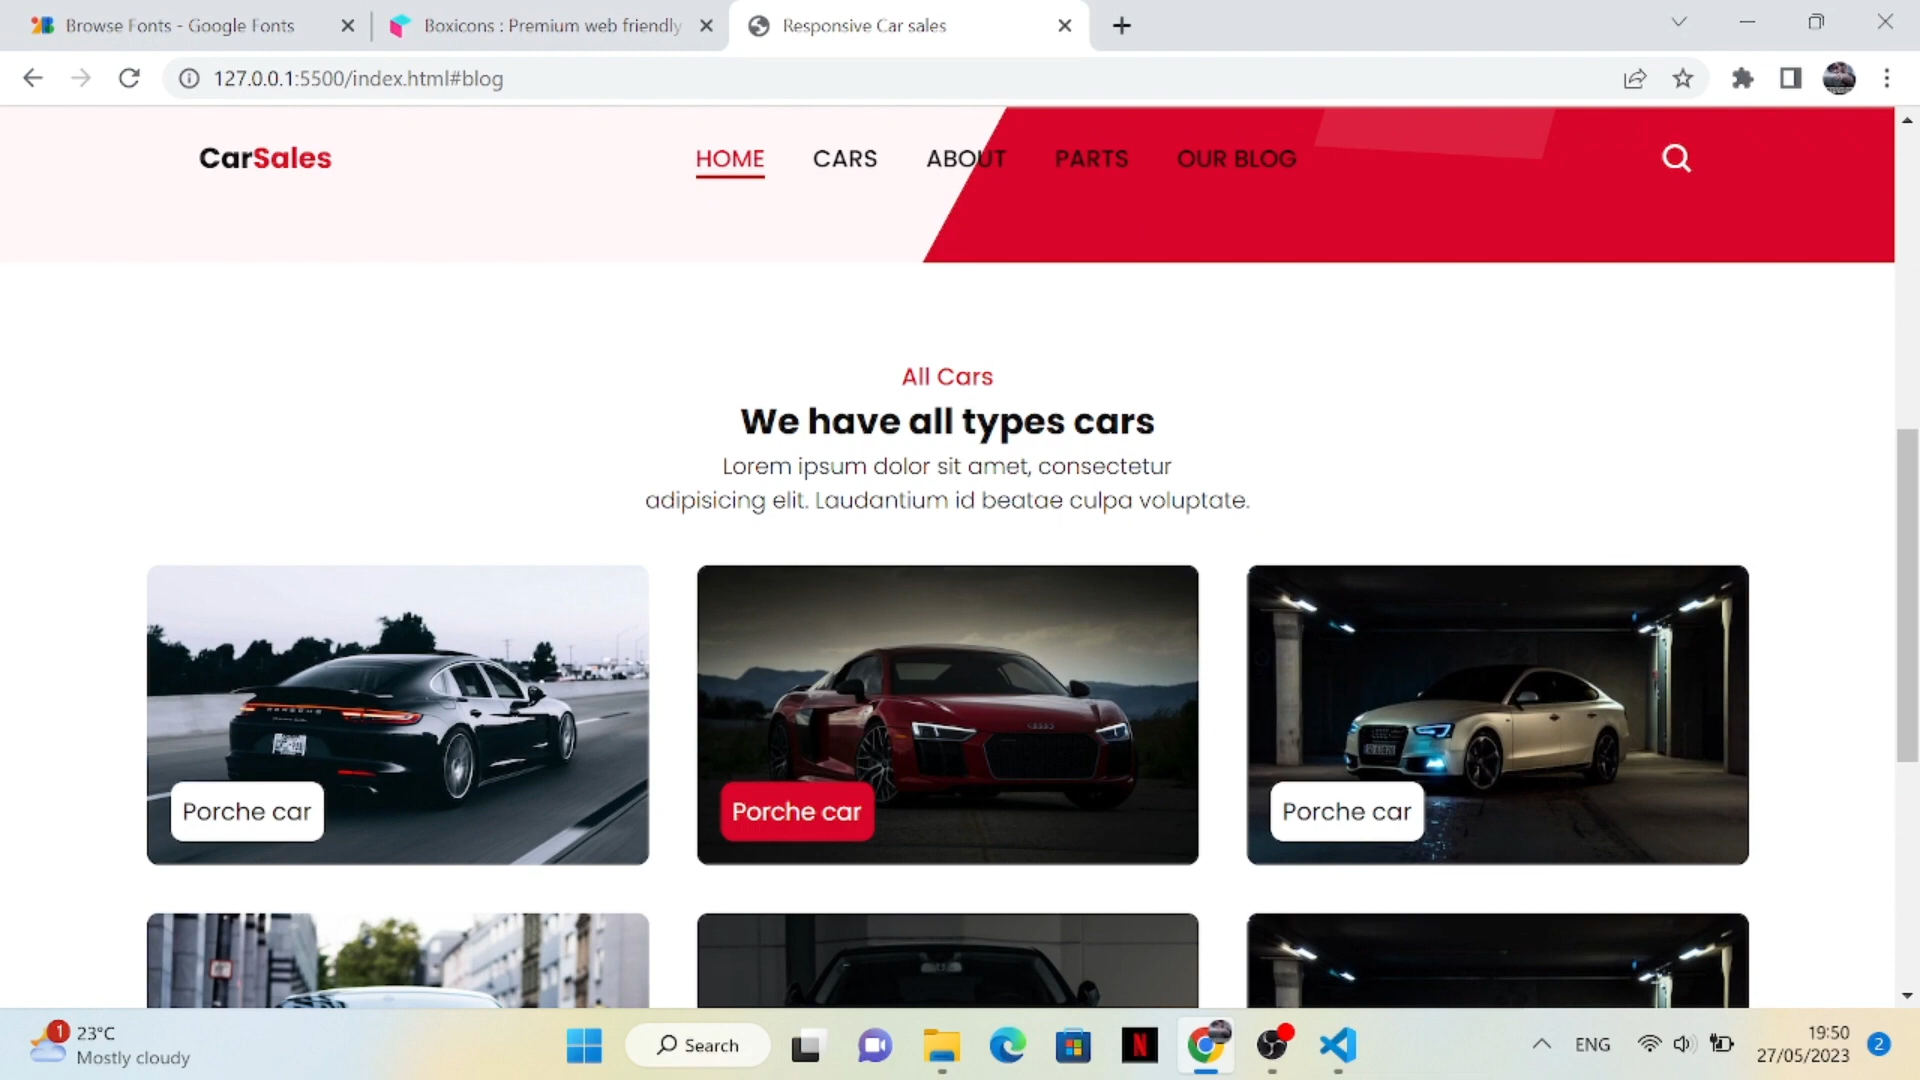 Browse Fonts - Google Fonts
Boxicons : Premium web friendly
Responsive Car sales
127.0.0.1:5500/index.html#blog
CarSales
HOME
CARS
ABOUT
PARTS
OUR BLOG
All Cars
We have all types cars
Lorem ipsum dolor sit amet, consectetur
adipisicing elit. Laudantium id beatae culpa voluptate.
PORSCHE
Porche car
Porche car
Porche car
1
23°C
Mostly cloudy
Search
N
ENG
19:50
27/05/2023
2